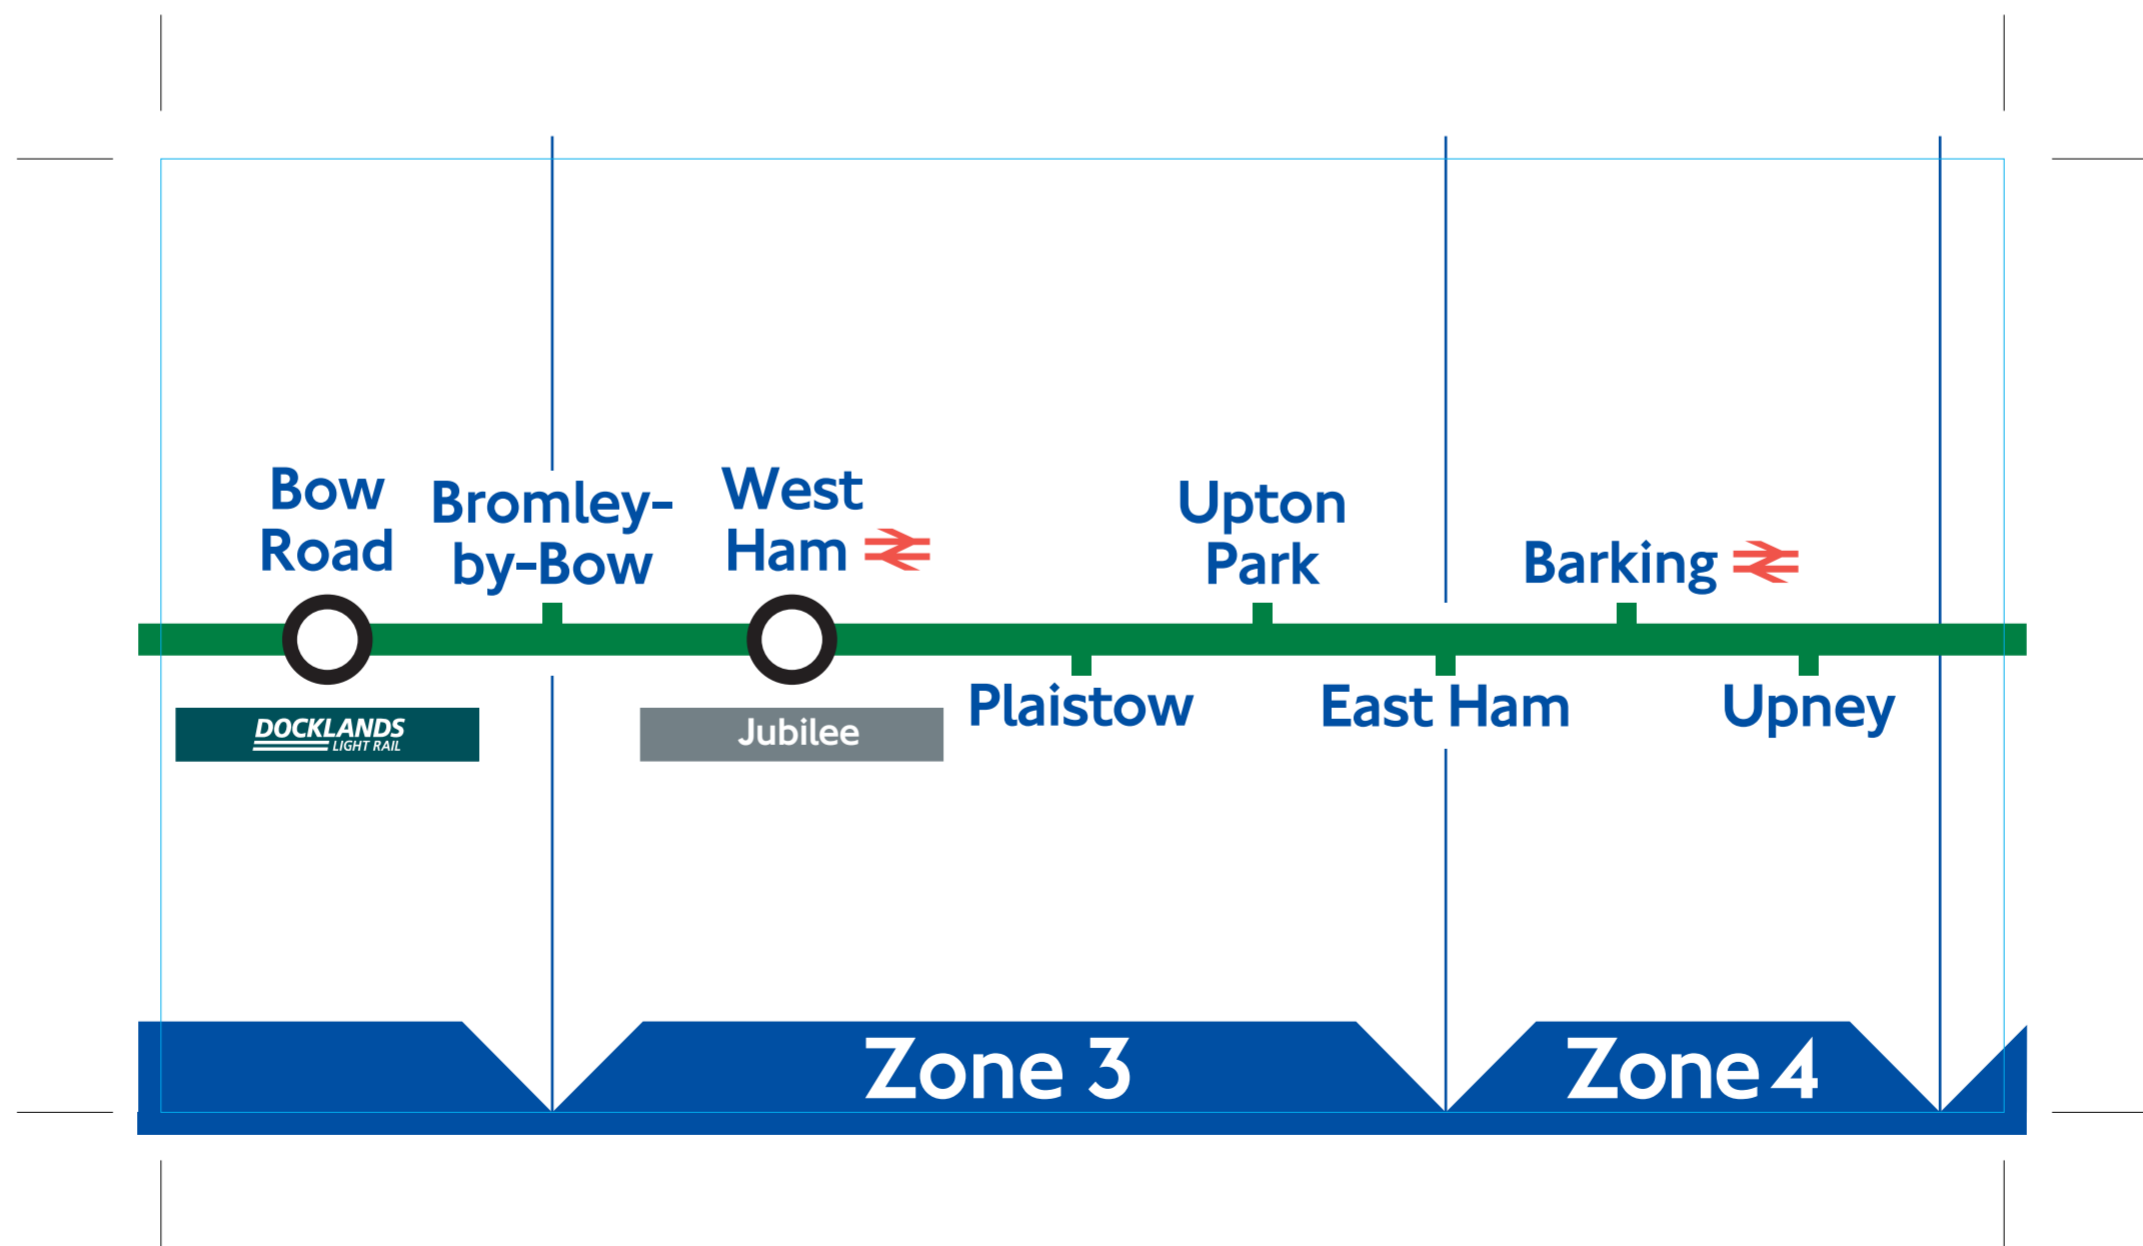 Bow
Road
Bromley-
by-Bow
West
Ham
Upton
Park
Barking
Plaistow
East Ham
Upney
DOCKLANDS
LIGHT RAIL
Jubilee
Zone 3
Zone 4